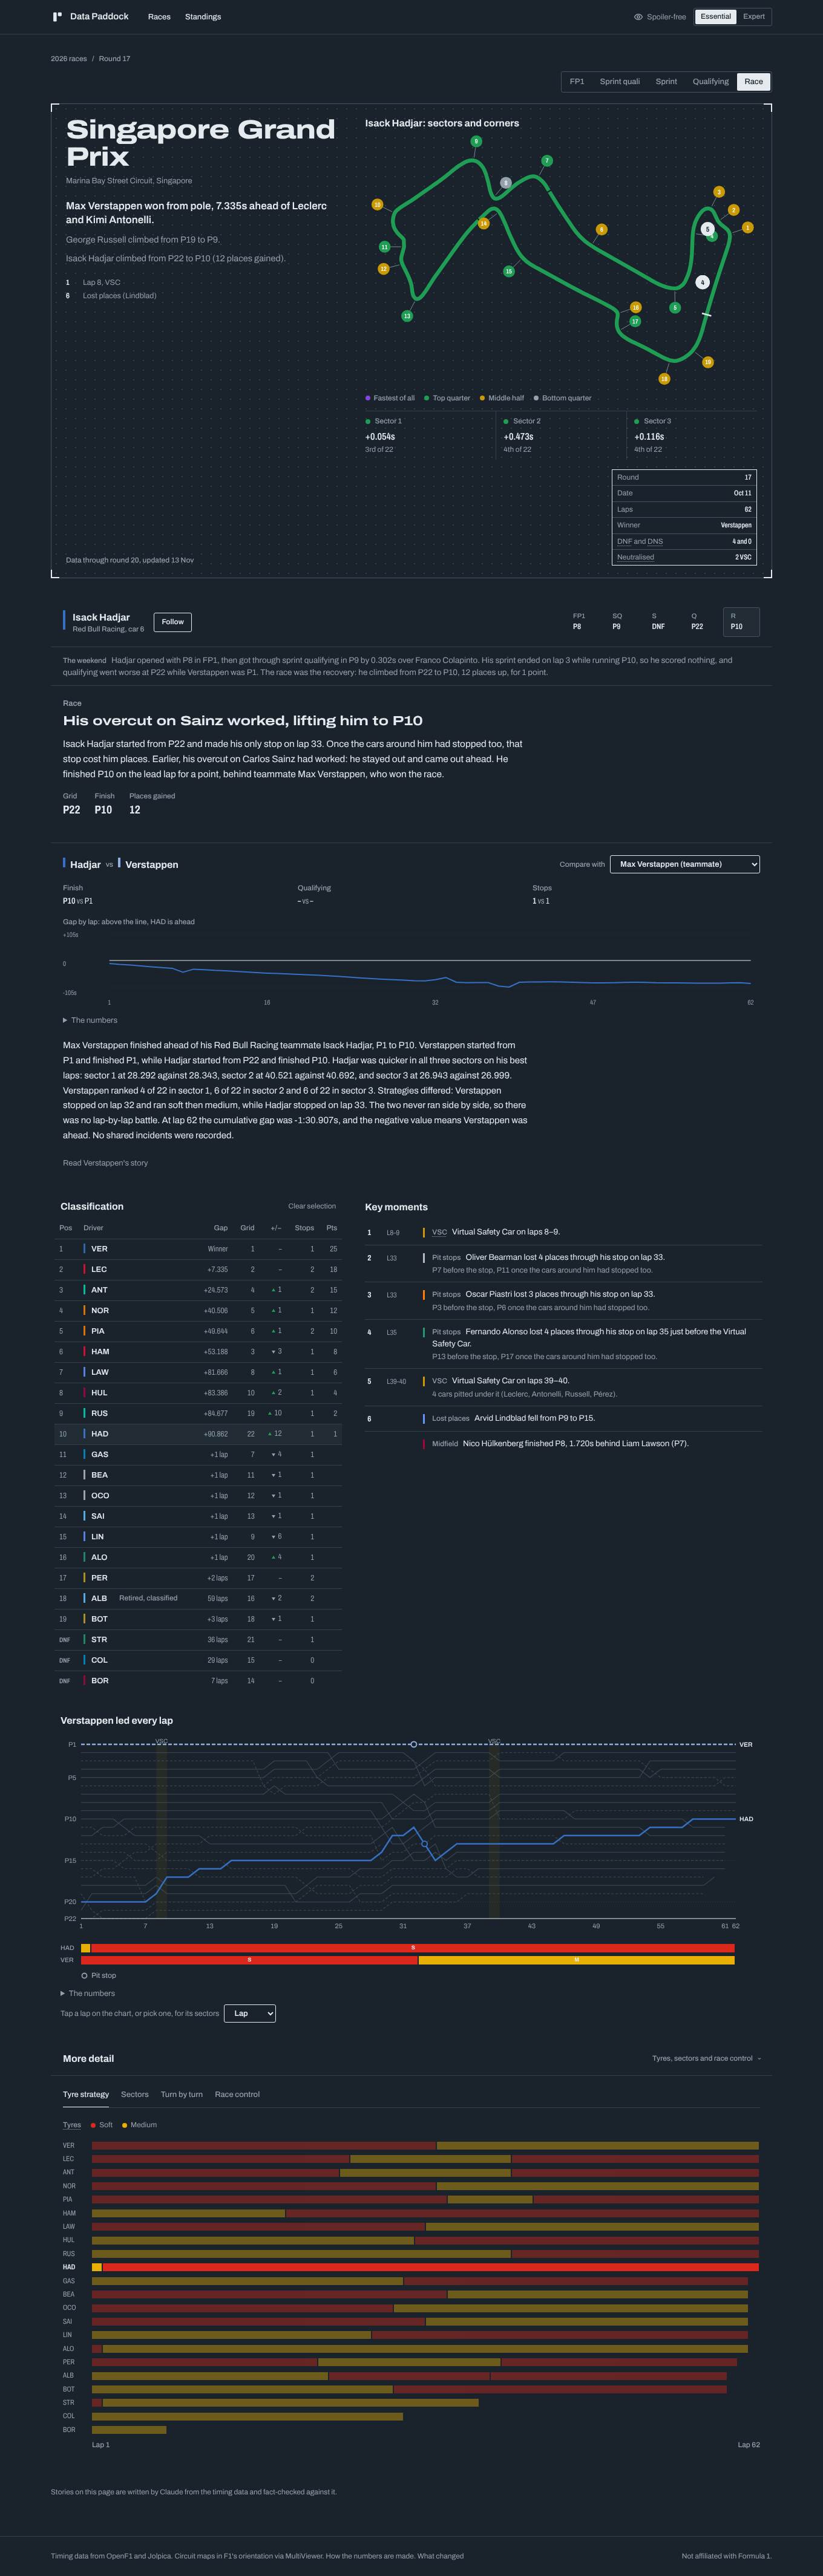 Data Paddock
Races
Standings
Spoiler-free
Essential
Expert
2026 races / Round 17
FP1
Sprint quali
Sprint
Qualifying
Race
Singapore Grand
Prix
Marina Bay Street Circuit, Singapore
Max Verstappen won from pole, 7.335s ahead of Leclerc
and Kimi Antonelli.
George Russell climbed from P19 to P9.
Isack Hadjar climbed from P22 to P10 (12 places gained).
1 Lap 8, VSC
6 Lost places (Lindblad)
Data through round 20, updated 13 Nov
Isack Hadjar: sectors and corners
Fastest of all
Top quarter
Middle half
Bottom quarter
Sector 1
+0.054s
3rd of 22
Sector 2
+0.473s
4th of 22
Sector 3
+0.116s
4th of 22
Round 17
Date Oct 11
Laps 62
Winner Verstappen
DNF and DNS 4 and 0
Neutralised 2 VSC
Isack Hadjar
Red Bull Racing, car 6
Follow
FP1 SQ S Q R
P8 P9 DNF P22 P10
The weekend Hadjar opened with P8 in FP1, then got through sprint qualifying in P9 by 0.302s over Franco Colapinto. His sprint ended on lap 3 while running P10, so he scored nothing, and
qualifying went worse at P22 while Verstappen was P1. The race was the recovery: he climbed from P22 to P10, 12 places up, for 1 point.
Race
His overcut on Sainz worked, lifting him to P10
Isack Hadjar started from P22 and made his only stop on lap 33. Once the cars around him had stopped too, that
stop cost him places. Earlier, his overcut on Carlos Sainz had worked: he stayed out and came out ahead. He
finished P10 on the lead lap for a point, behind teammate Max Verstappen, who won the race.
Grid Finish Places gained
P22 P10 12
Hadjar vs Verstappen
Compare with Max Verstappen (teammate)
Finish
P10 vs P1
Qualifying
– vs –
Stops
1 vs 1
Gap by lap: above the line, HAD is ahead
+105s
0
-105s
1 16 32 47 62
The numbers
Max Verstappen finished ahead of his Red Bull Racing teammate Isack Hadjar, P1 to P10. Verstappen started from
P1 and finished P1, while Hadjar started from P22 and finished P10. Hadjar was quicker in all three sectors on his best
laps: sector 1 at 28.292 against 28.343, sector 2 at 40.521 against 40.692, and sector 3 at 26.943 against 26.999.
Verstappen ranked 4 of 22 in sector 1, 6 of 22 in sector 2 and 6 of 22 in sector 3. Strategies differed: Verstappen
stopped on lap 32 and ran soft then medium, while Hadjar stopped on lap 33. The two never ran side by side, so there
was no lap-by-lap battle. At lap 62 the cumulative gap was -1:30.907s, and the negative value means Verstappen was
ahead. No shared incidents were recorded.
Read Verstappen's story
Classification
Clear selection
Pos Driver Gap Grid +/– Stops Pts
1 VER Winner 1 – 1 25
2 LEC +7.335 2 – 2 18
3 ANT +24.573 4 ▲ 1 2 15
4 NOR +40.506 5 ▲ 1 1 12
5 PIA +49.644 6 ▲ 1 2 10
6 HAM +53.188 3 ▼ 3 1 8
7 LAW +81.666 8 ▲ 1 1 6
8 HUL +83.386 10 ▲ 2 1 4
9 RUS +84.677 19 ▲ 10 1 2
10 HAD +90.862 22 ▲ 12 1 1
11 GAS +1 lap 7 ▼ 4 1
12 BEA +1 lap 11 ▼ 1 1
13 OCO +1 lap 12 ▼ 1 1
14 SAI +1 lap 13 ▼ 1 1
15 LIN +1 lap 9 ▼ 6 1
16 ALO +1 lap 20 ▲ 4 1
17 PER +2 laps 17 – 2
18 ALB Retired, classified 59 laps 16 ▼ 2 2
19 BOT +3 laps 18 ▼ 1 1
DNF STR 36 laps 21 – 1
DNF COL 29 laps 15 – 0
DNF BOR 7 laps 14 – 0
Key moments
1 L8–9 VSC Virtual Safety Car on laps 8–9.
2 L33 Pit stops Oliver Bearman lost 4 places through his stop on lap 33.
P7 before the stop, P11 once the cars around him had stopped too.
3 L33 Pit stops Oscar Piastri lost 3 places through his stop on lap 33.
P3 before the stop, P6 once the cars around him had stopped too.
4 L35 Pit stops Fernando Alonso lost 4 places through his stop on lap 35 just before the Virtual
Safety Car.
P13 before the stop, P17 once the cars around him had stopped too.
5 L39-40 VSC Virtual Safety Car on laps 39–40.
4 cars pitted under it (Leclerc, Antonelli, Russell, Pérez).
6 Lost places Arvid Lindblad fell from P9 to P15.
Midfield Nico Hülkenberg finished P8, 1.720s behind Liam Lawson (P7).
Verstappen led every lap
VSC VSC
P1
P5
P10
P15
P20
P22
VER
HAD
1 7 13 19 25 31 37 43 49 55 61 62
HAD S
VER S M
Pit stop
The numbers
Tap a lap on the chart, or pick one, for its sectors Lap
More detail
Tyres, sectors and race control
Tyre strategy
Sectors
Turn by turn
Race control
Tyres Soft Medium
VER
LEC
ANT
NOR
PIA
HAM
LAW
HUL
RUS
HAD
GAS
BEA
OCO
SAI
LIN
ALO
PER
ALB
BOT
STR
COL
BOR
Lap 1
Lap 62
Stories on this page are written by Claude from the timing data and fact-checked against it.
Timing data from OpenF1 and Jolpica. Circuit maps in F1's orientation via MultiViewer. How the numbers are made. What changed
Not affiliated with Formula 1.